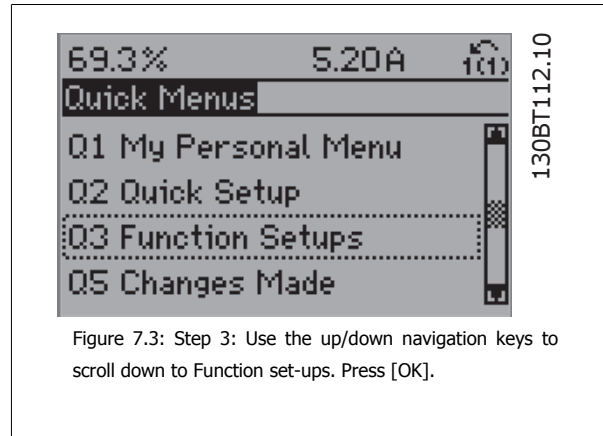 69.3% 5.20A 1(1)
Quick Menus
Q1 My Personal Menu
Q2 Quick Setup
Q3 Function Setups
Q5 Changes Made
130BT112.10
Figure 7.3: Step 3: Use the up/down navigation keys to
scroll down to Function set-ups. Press [OK].